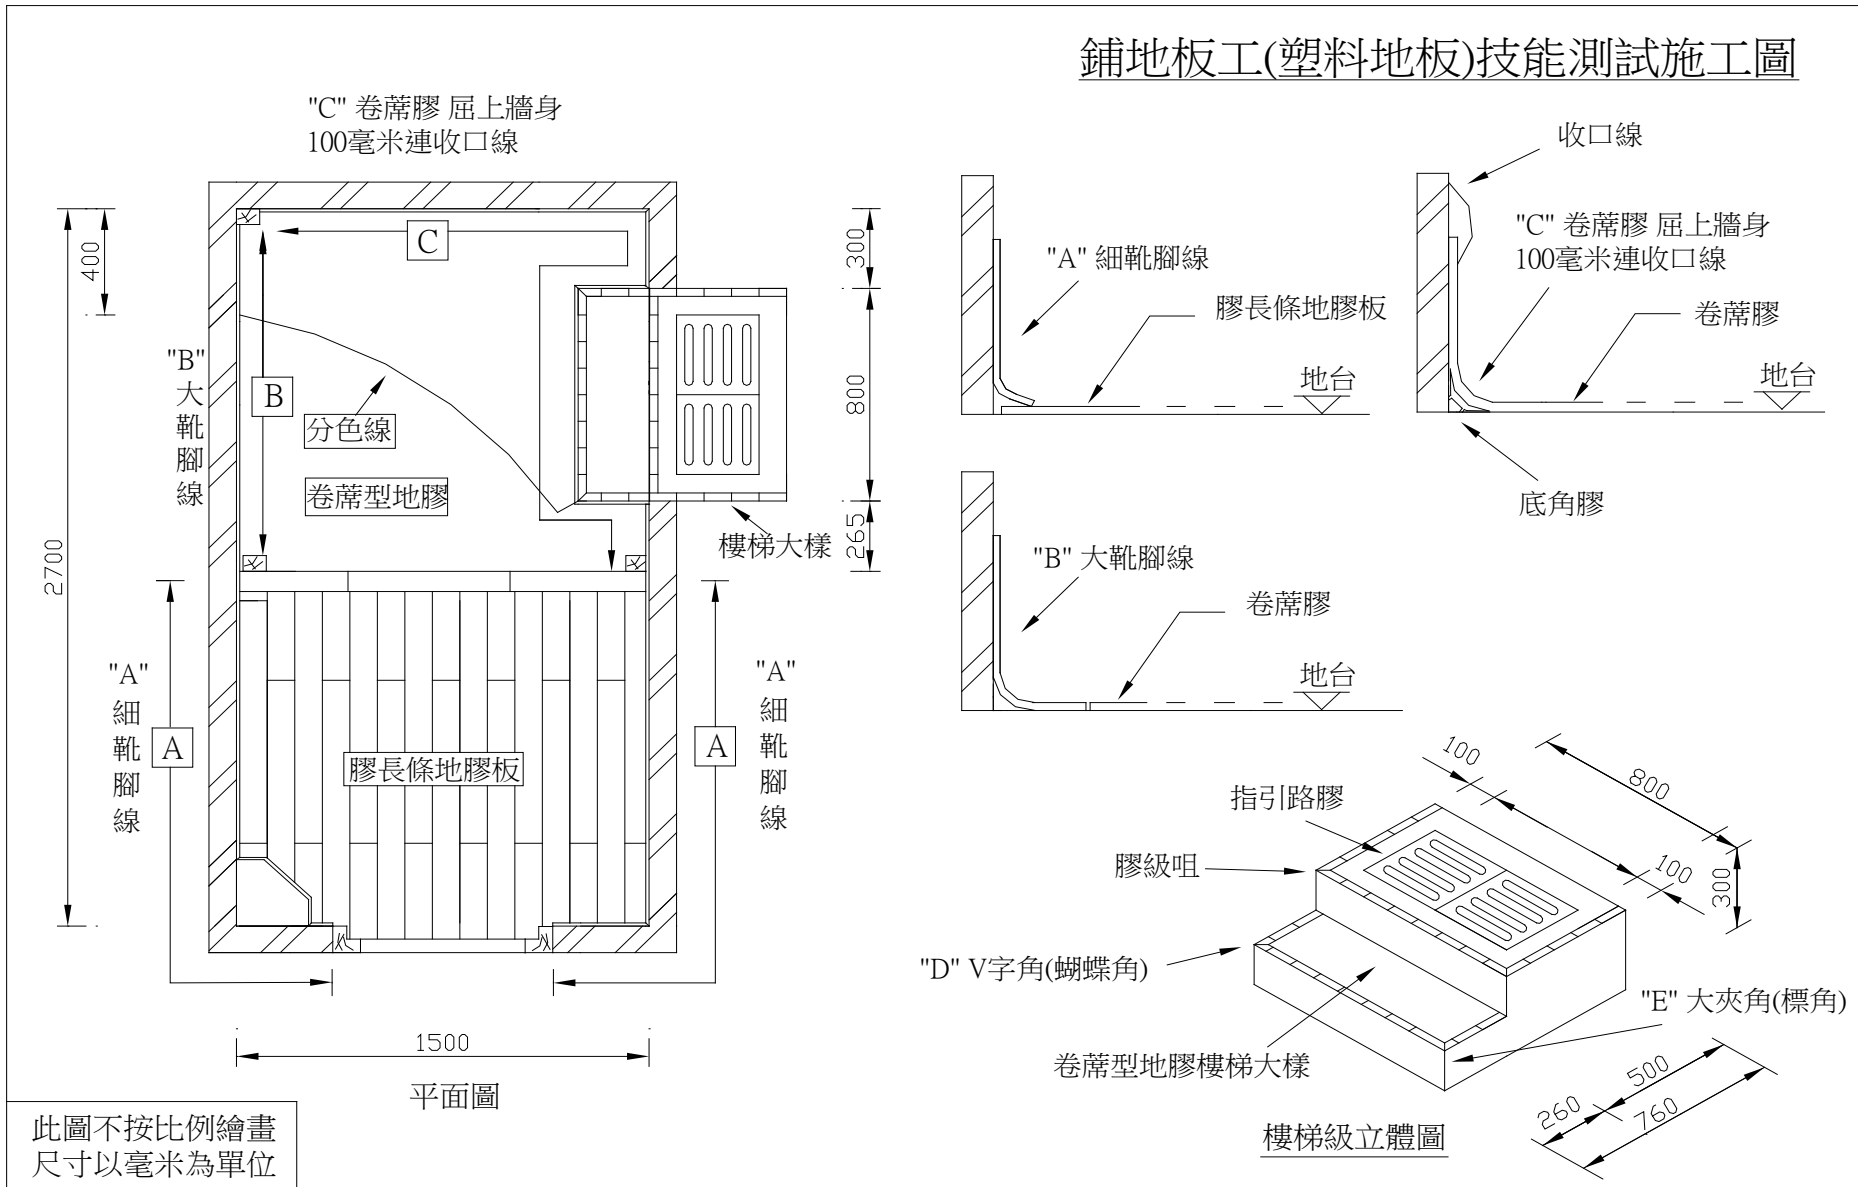 鋪地板工(塑料地板)技能測試施工圖
"C" 卷蓆膠 屈上牆身
100毫米連收口線
400
2700
"B"
大
靴
腳
線
C
B
分色線
卷蓆型地膠
300
800
265
樓梯大樣
"A"
細
靴
腳
線
A
膠長條地膠板
A
"A"
細
靴
腳
線
1500
平面圖
此圖不按比例繪畫
尺寸以毫米為單位
"A" 細靴腳線
膠長條地膠板
地台
收口線
"C" 卷蓆膠 屈上牆身
100毫米連收口線
卷蓆膠
地台
底角膠
"B" 大靴腳線
卷蓆膠
地台
100
800
指引路膠
膠級咀
100
300
"D" V字角(蝴蝶角)
"E" 大夾角(標角)
卷蓆型地膠樓梯大樣
500
260
760
樓梯級立體圖